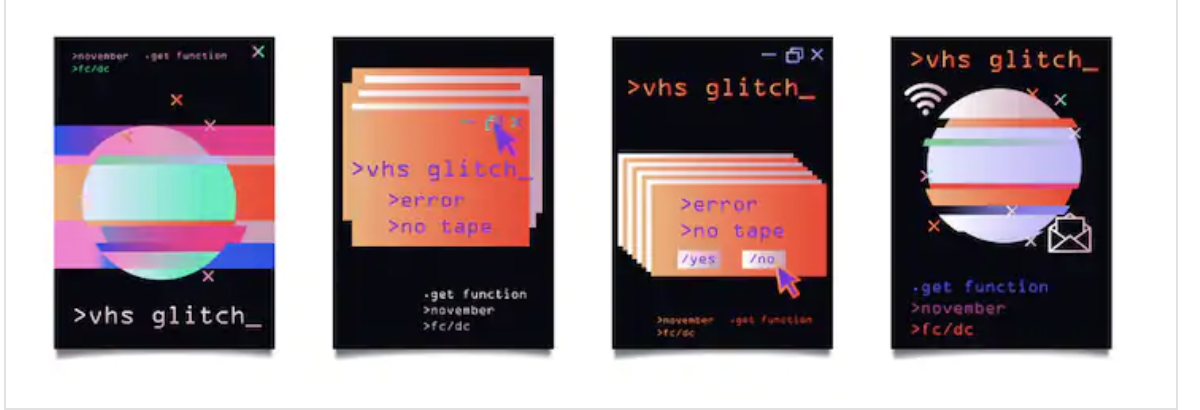 >november .get function
>fc/dc
>vhs glitch_
>vhs glitch_
>error
>no tape
.get function
>november
>fc/dc
>vhs glitch_
>error
>no tape
/yes /no
>november .get function
>fc/dc
>vhs glitch_
.get function
>november
>fc/dc